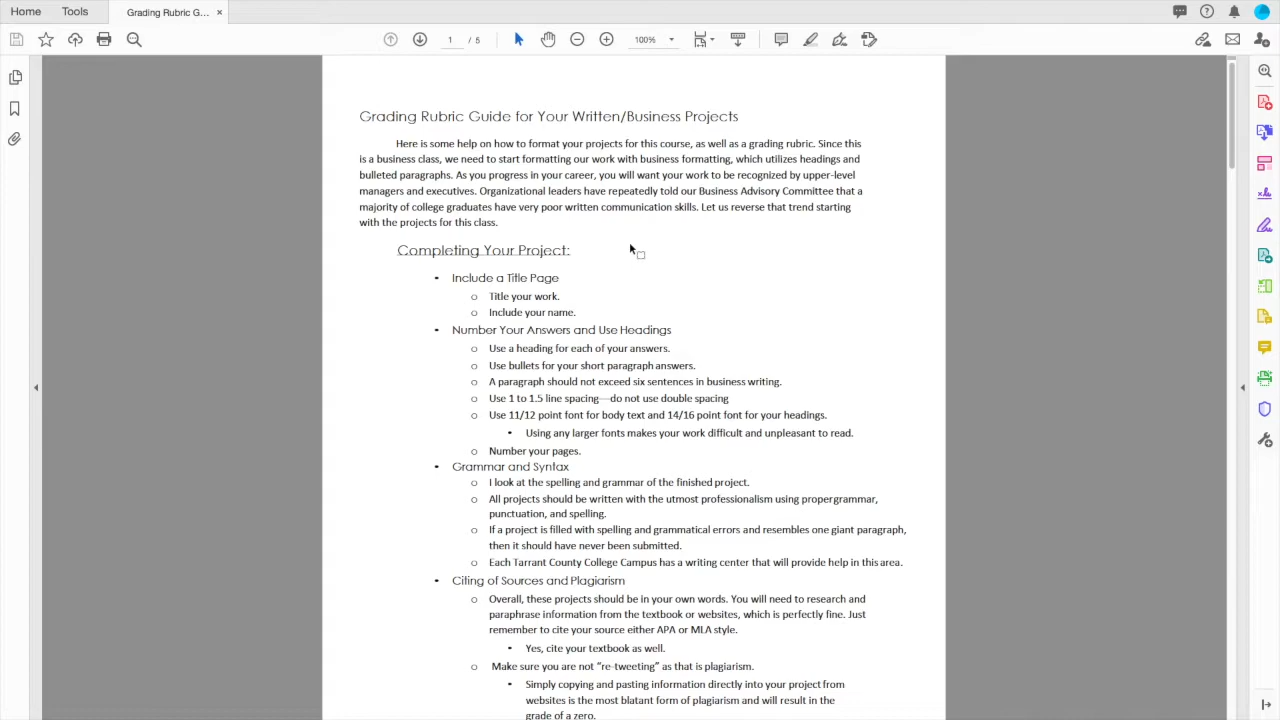 Home Tools Grading Rubric G... ×
1 / 5 100%
Grading Rubric Guide for Your Written/Business Projects
Here is some help on how to format your projects for this course, as well as a grading rubric. Since this
is a business class, we need to start formatting our work with business formatting, which utilizes headings and
bulleted paragraphs. As you progress in your career, you will want your work to be recognized by upper-level
managers and executives. Organizational leaders have repeatedly told our Business Advisory Committee that a
majority of college graduates have very poor written communication skills. Let us reverse that trend starting
with the projects for this class.
Completing Your Project:
• Include a Title Page
o Title your work.
o Include your name.
• Number Your Answers and Use Headings
o Use a heading for each of your answers.
o Use bullets for your short paragraph answers.
o A paragraph should not exceed six sentences in business writing.
o Use 1 to 1.5 line spacing—do not use double spacing
o Use 11/12 point font for body text and 14/16 point font for your headings.
• Using any larger fonts makes your work difficult and unpleasant to read.
o Number your pages.
• Grammar and Syntax
o I look at the spelling and grammar of the finished project.
o All projects should be written with the utmost professionalism using propergrammar,
punctuation, and spelling.
o If a project is filled with spelling and grammatical errors and resembles one giant paragraph,
then it should have never been submitted.
o Each Tarrant County College Campus has a writing center that will provide help in this area.
• Citing of Sources and Plagiarism
o Overall, these projects should be in your own words. You will need to research and
paraphrase information from the textbook or websites, which is perfectly fine. Just
remember to cite your source either APA or MLA style.
• Yes, cite your textbook as well.
o Make sure you are not “re-tweeting” as that is plagiarism.
• Simply copying and pasting information directly into your project from
websites is the most blatant form of plagiarism and will result in the
grade of a zero.